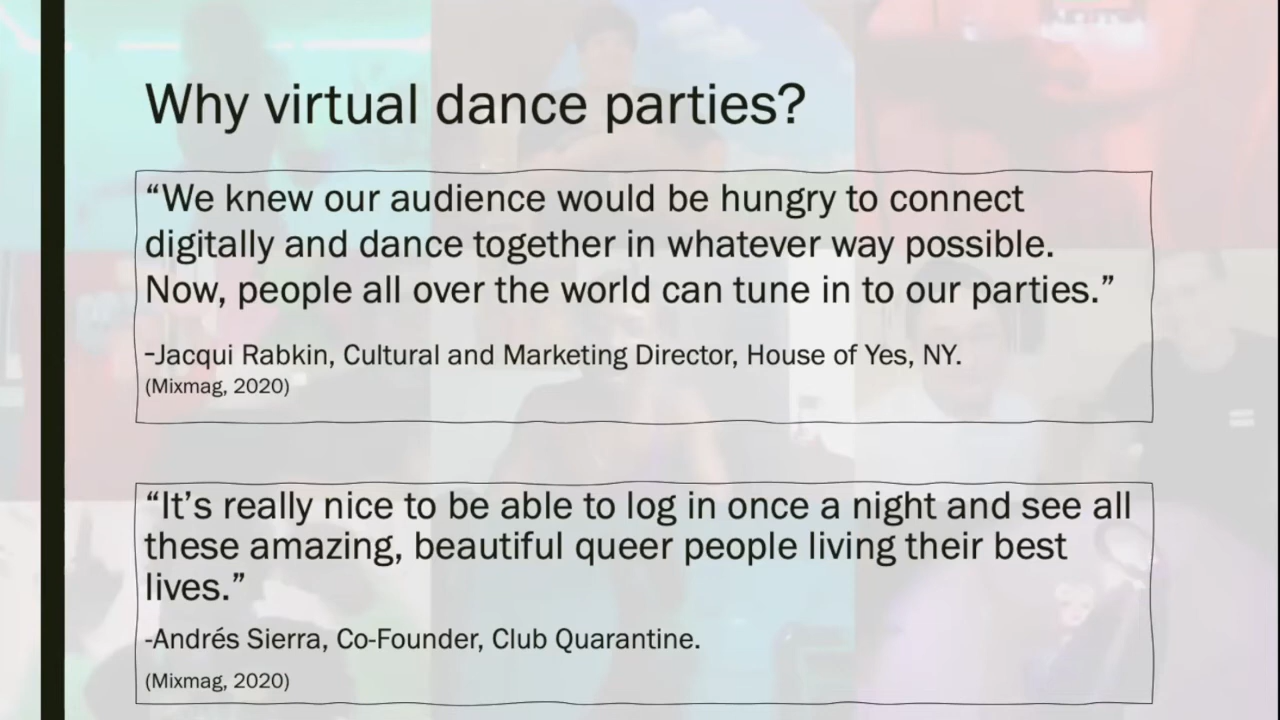 Why virtual dance parties?
“We knew our audience would be hungry to connect
digitally and dance together in whatever way possible.
Now, people all over the world can tune in to our parties.”
-Jacqui Rabkin, Cultural and Marketing Director, House of Yes, NY.
(Mixmag, 2020)
“It’s really nice to be able to log in once a night and see all
these amazing, beautiful queer people living their best
lives.”
-Andrés Sierra, Co-Founder, Club Quarantine.
(Mixmag, 2020)